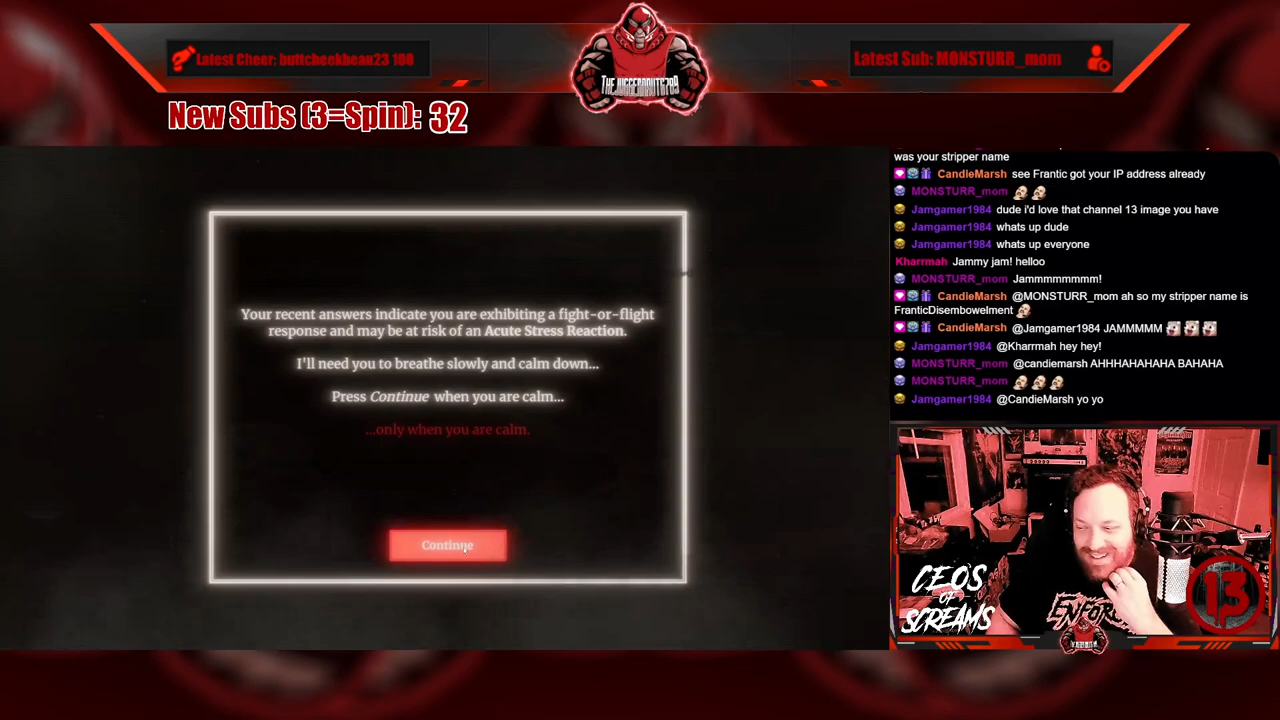 Latest Cheer: buttcheekbeau23 100
THEJUGGERNAUT6789
Latest Sub: MONSTURR_mom
New Subs (3=Spin): 32
Your recent answers indicate you are exhibiting a fight-or-flight
response and may be at risk of an Acute Stress Reaction.
I'll need you to breathe slowly and calm down...
Press Continue when you are calm...
...only when you are calm.
Continue
was your stripper name
CandieMarsh see Frantic got your IP address already
MONSTURR_mom
Jamgamer1984 dude i'd love that channel 13 image you have
Jamgamer1984 whats up dude
Jamgamer1984 whats up everyone
Kharrmah Jammy jam! helloo
MONSTURR_mom Jammmmmmmm!
CandieMarsh @MONSTURR_mom ah so my stripper name is
FranticDisembowelment
CandieMarsh @Jamgamer1984 JAMMMMM
Jamgamer1984 @Kharrmah hey hey!
MONSTURR_mom @candiemarsh AHHHAHAHAHA BAHAHA
MONSTURR_mom
Jamgamer1984 @CandieMarsh yo yo
CEOS
OF
SCREAMS
ENFOR
13